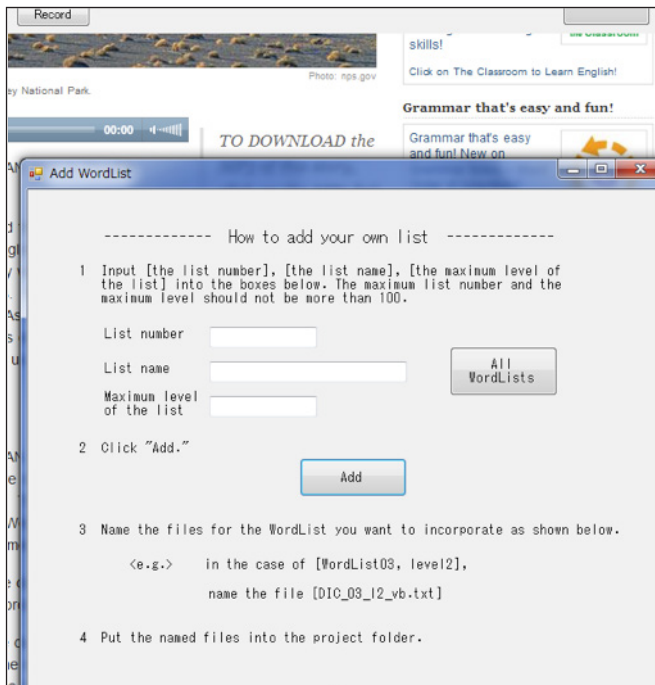 Record
skills!
Photo: nps.gov
Click on The Classroom to Learn English!
ey National Park.
Grammar that's easy and fun!
00:00
TO DOWNLOAD the
Grammar that's easy
and fun! New on
Add WordList
------------- How to add your own list -------------
1 Input [the list number], [the list name], [the maximum level of
the list] into the boxes below. The maximum list number and the
maximum level should not be more than 100.
List number
List name
All
WordLists
Maximum level
of the list
2 Click "Add."
Add
3 Name the files for the WordList you want to incorporate as shown below.
<e.g.> in the case of [WordList03, level2],
name the file [DIC_03_l2_vb.txt]
4 Put the named files into the project folder.